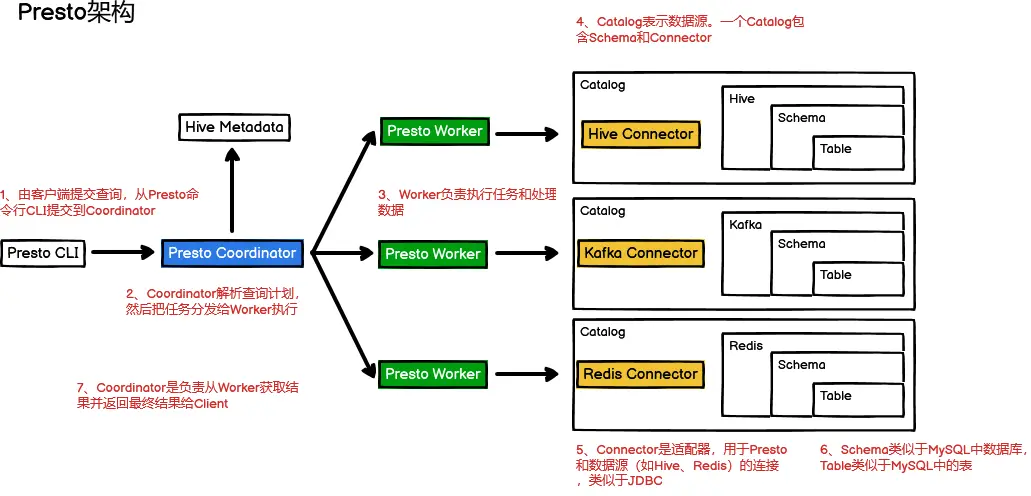 Presto架构
4、Catalog表示数据源。一个Catalog包
含Schema和Connector
Hive Metadata
1、由客户端提交查询，从Presto命
令行CLI提交到Coordinator
Presto CLI
Presto Coordinator
2、Coordinator解析查询计划，
然后把任务分发给Worker执行
7、Coordinator是负责从Worker获取结
果并返回最终结果给Client
Presto Worker
3、Worker负责执行任务和处理
数据
Presto Worker
Presto Worker
Catalog
Hive Connector
Hive
Schema
Table
Catalog
Kafka Connector
Kafka
Schema
Table
Catalog
Redis Connector
Redis
Schema
Table
5、Connector是适配器，用于Presto
和数据源（如Hive、Redis）的连接
，类似于JDBC
6、Schema类似于MySQL中数据库，
Table类似于MySQL中的表